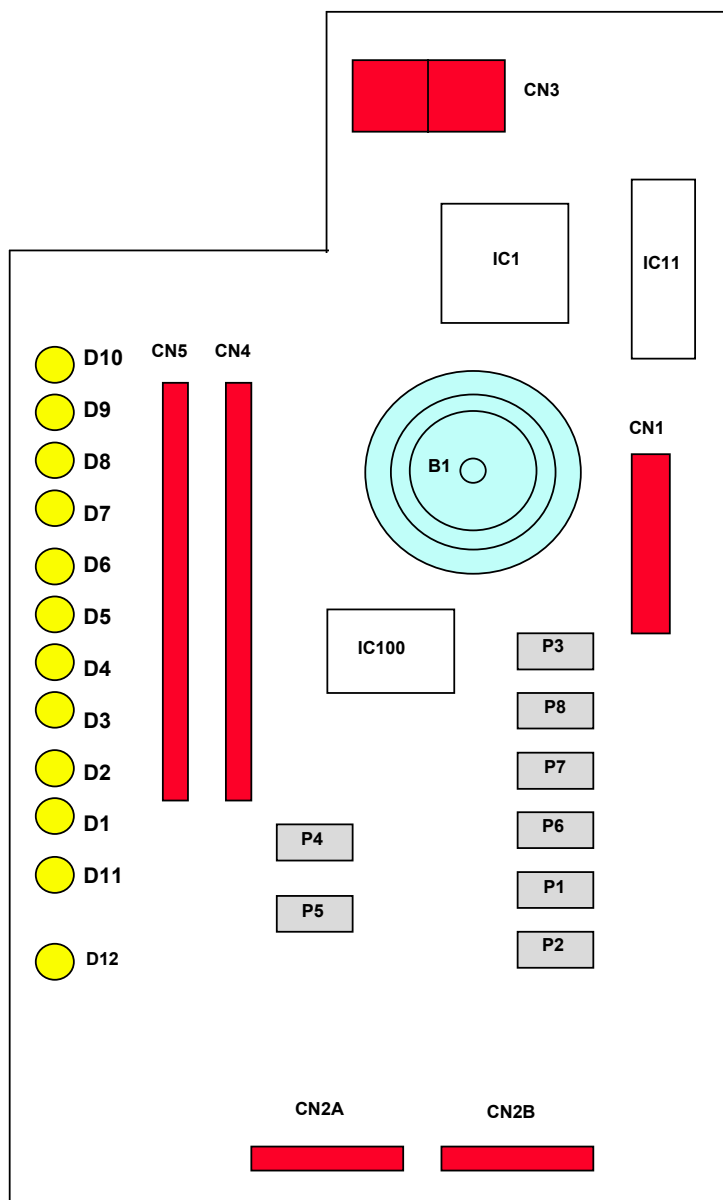 CN3
IC1
IC11
D10
CN5 CN4
D9
CN1
D8
B1
D7
D6
D5
P3
IC100
D4
P8
D3
D2
P7
D1
P6
P4
D11
P1
P5
P2
D12
CN2A
CN2B